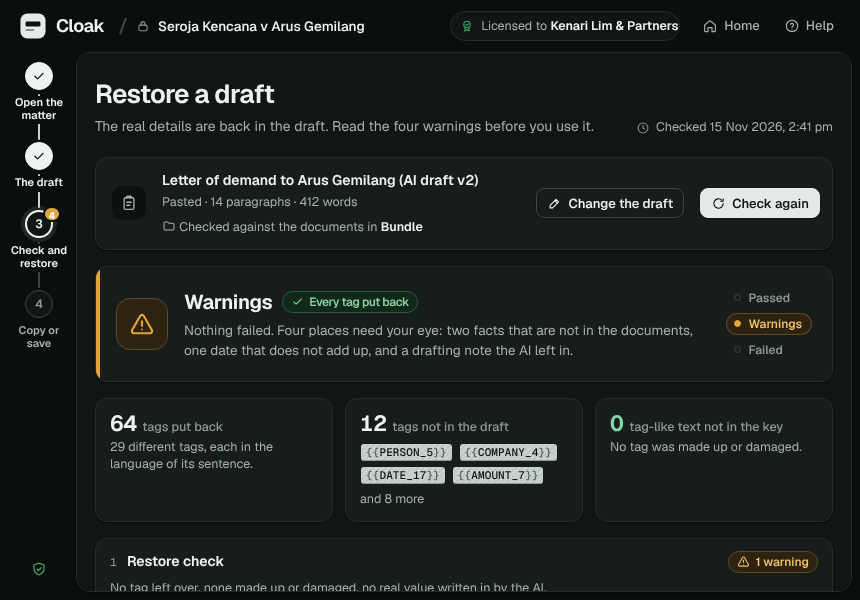 Cloak / Seroja Kencana v Arus Gemilang
Licensed to Kenari Lim & Partners
Home
Help
Open the
matter
The draft
4
3
Check and
restore
4
Copy or
save
Restore a draft
The real details are back in the draft. Read the four warnings before you use it.
Checked 15 Nov 2026, 2:41 pm
Letter of demand to Arus Gemilang (AI draft v2)
Pasted · 14 paragraphs · 412 words
Checked against the documents in Bundle
Change the draft
Check again
Warnings
Every tag put back
Nothing failed. Four places need your eye: two facts that are not in the documents,
one date that does not add up, and a drafting note the AI left in.
Passed
Warnings
Failed
64 tags put back
29 different tags, each in the
language of its sentence.
12 tags not in the draft
{{PERSON_5}} {{COMPANY_4}}
{{DATE_17}} {{AMOUNT_7}}
and 8 more
0 tag-like text not in the key
No tag was made up or damaged.
1 Restore check
1 warning
No tag left over, none made up or damaged, no real value written in by the AI.